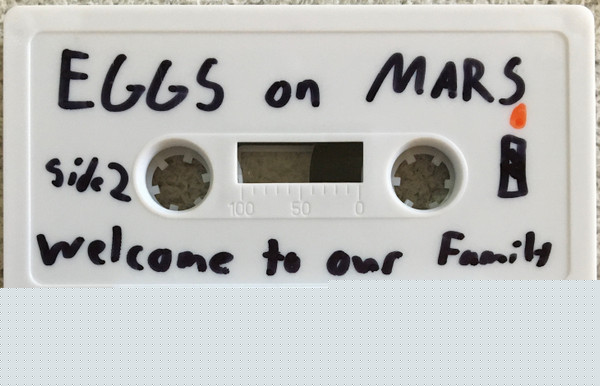 EGGS on MARS
Side 2
100 50 0
Welcome to our Family